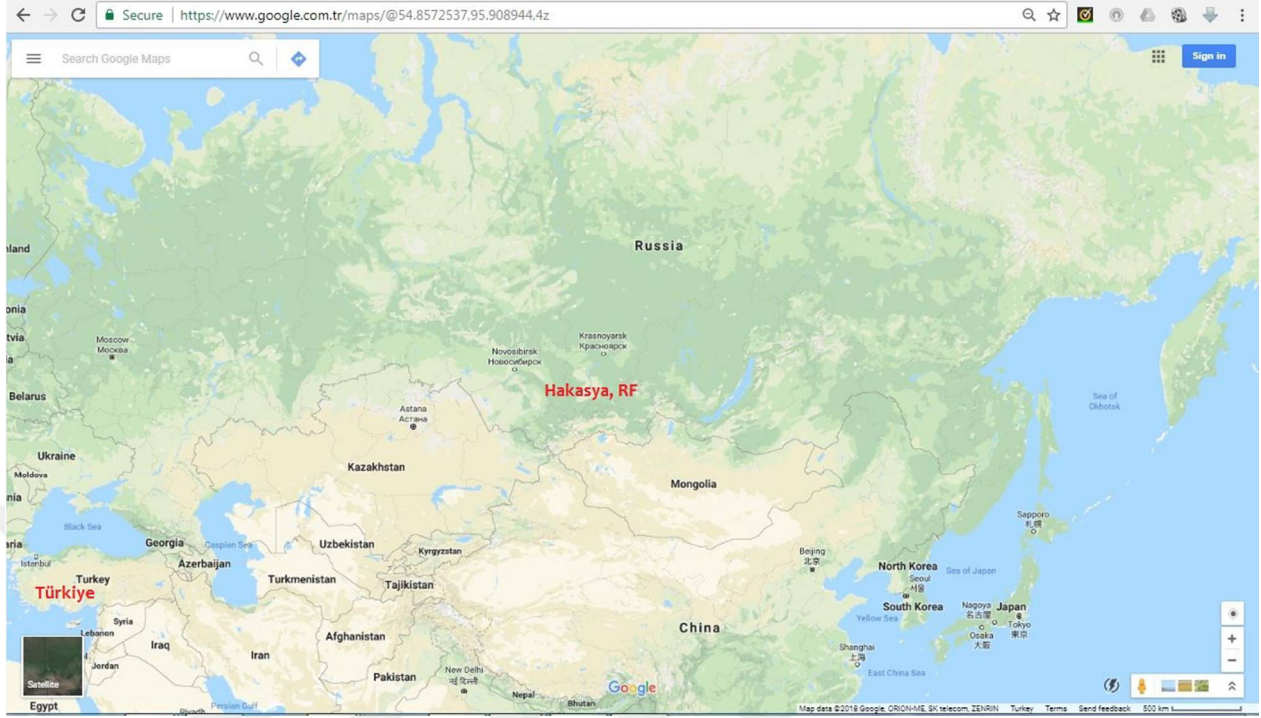 Secure | https://www.google.com.tr/maps/@54.8572537,95.908944,4z
Search Google Maps
Sign in
Russia
land
onia
tvia
a
Moscow
Москва
Krasnoyarsk
Красноярск
Novosibirsk
Новосибирск
Hakasya, RF
Belarus
Astana
Астана
Sea of
Okhotsk
Ukraine
Moldova
Kazakhstan
Mongolia
nia
Sapporo
札幌
Black Sea
aria
Istanbul
Georgia
Caspian Sea
Azerbaijan
Uzbekistan
Kyrgyzstan
Beijing
北京
North Korea
Sea of Japan
Seoul
서울
Turkey
Türkiye
Turkmenistan
Tajikistan
South Korea
Yellow Sea
Nagoya
名古屋
Japan
Tokyo
東京
Osaka
大阪
Syria
Lebanon
Iraq
Iran
Afghanistan
China
Shanghai
上海
Jordan
Satellite
Pakistan
New Delhi
नई दिल्ली
East China Sea
Nepal
Google
Egypt
Riyadh
Persian Gulf
Bhutan
Map data ©2018 Google, ORION-ME, SK telecom, ZENRIN Turkey Terms Send feedback 500 km